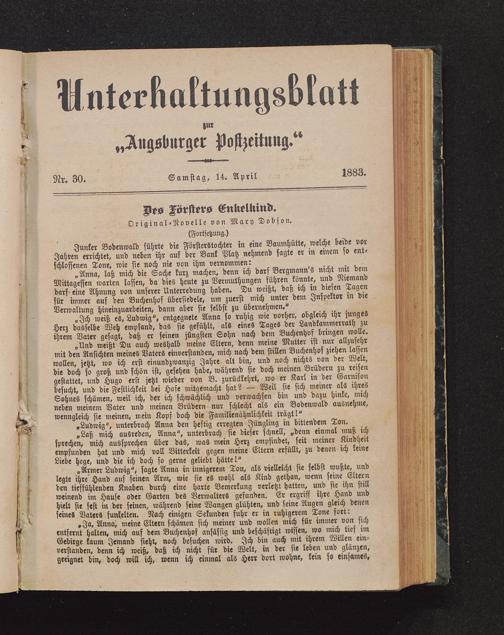 Unterhaltungsblatt
zur
„Augsburger Postzeitung.“
Nr. 30.
Samstag, 14. April
1883.
Des Försters Enkelkind.
Original-Novelle von Mary Dobson.
(Fortsetzung.)
Junker Bodenwald führte die Försterstochter in eine Baumhütte, welche beide vor
Jahren errichtet, und neben ihr auf der Bank Platz nehmend sagte er in einem so ent-
schlossenen Tone, wie sie noch nie von ihm vernommen:
„Anna, laß mich die Sache kurz machen, denn ich darf Bergmann's nicht mit dem
Mittagessen warten lassen, da dies heute zu Vermuthungen führen könnte, und Niemand
darf eine Ahnung von unserer Unterredung haben. Du weißt, daß ich in diesen Tagen
für immer auf den Buchenhof übersiedele, um zuerst mich unter dem Inspektor in die
Verwaltung hineinzuarbeiten, dann aber sie selbst zu übernehmen.“
„Ich weiß es, Ludwig“, entgegnete Anna so ruhig wie vorher, obgleich ihr junges
Herz dasselbe Weh empfand, das sie gefühlt, als eines Tages der Landkammerrath zu
ihrem Vater gesagt, daß er seinen jüngsten Sohn nach dem Buchenhof bringen wolle.
„Und weißt Du auch weshalb meine Eltern, denn meine Mutter ist nur allzusehr
mit den Ansichten meines Vaters einverstanden, mich nach dem stillen Buchenhof ziehen lassen
wollen, jetzt, wo ich erst einundzwanzig Jahre alt bin, und noch nichts von der Welt,
die doch so groß und schön ist, gesehen habe, während sie doch meinen Brüdern zu reisen
gestattet, und Hugo erst jetzt wieder von B. zurückkehrt, wo er Karl in der Garnison
besucht, und die Festlichkeit bei Hofe mitgemacht hat? — Weil sie sich meiner als ihres
Sohnes schämen, weil ich, der ich schwächlich und verwachsen bin und dazu hinke, mich
neben meinem Vater und meinen Brüdern nur schlecht als ein Bodenwald ausnehme,
wenngleich sie meinen, mein Kopf doch die Familienähnlichkeit trägt!“
„Ludwig“, unterbrach Anna den heftig erregten Jüngling in bittendem Ton.
„Laß mich ausreden, Anna“, unterbrach sie dieser schnell, „denn einmal muß ich
sprechen, mich aussprechen über das, was mein Herz empfindet, seit meiner Kindheit
empfunden hat und mich voll Bitterkeit gegen meine Eltern erfüllt, zu denen ich keine
Liebe hege, und die ich doch so gerne geliebt hätte!“
„Armer Ludwig“, sagte Anna in innigerem Ton, als vielleicht sie selbst wußte, und
legte ihre Hand auf seinen Arm, wie sie es wohl als Kind gethan, wenn seine Eltern
den tieffühlenden Knaben durch eine harte Bemerkung verletzt hatten, und sie ihn still
weinend im Hause oder Garten des Verwalters gefunden. Er ergriff ihre Hand und
hielt sie fest in der seinen, während seine Wangen glühten, und seine Augen gleich denen
seines Vaters funkelten. Nach einigen Sekunden fuhr er in ruhigerem Tone fort:
„Ja, Anna, meine Eltern schämen sich meiner und wollen mich für immer von sich
entfernt halten, mich auf den Buchenhof ansässig und beschäftigt wissen, wo mich tief im
Gebirge kaum Jemand sieht, noch besuchen wird. Ich bin auch mit ihrem Willen ein-
verstanden, denn ich weiß, daß ich nicht für die Welt, in der sie leben und glänzen,
geeignet bin, doch will ich, wenn ich einmal als Herr dort wohne, kein so einsames,